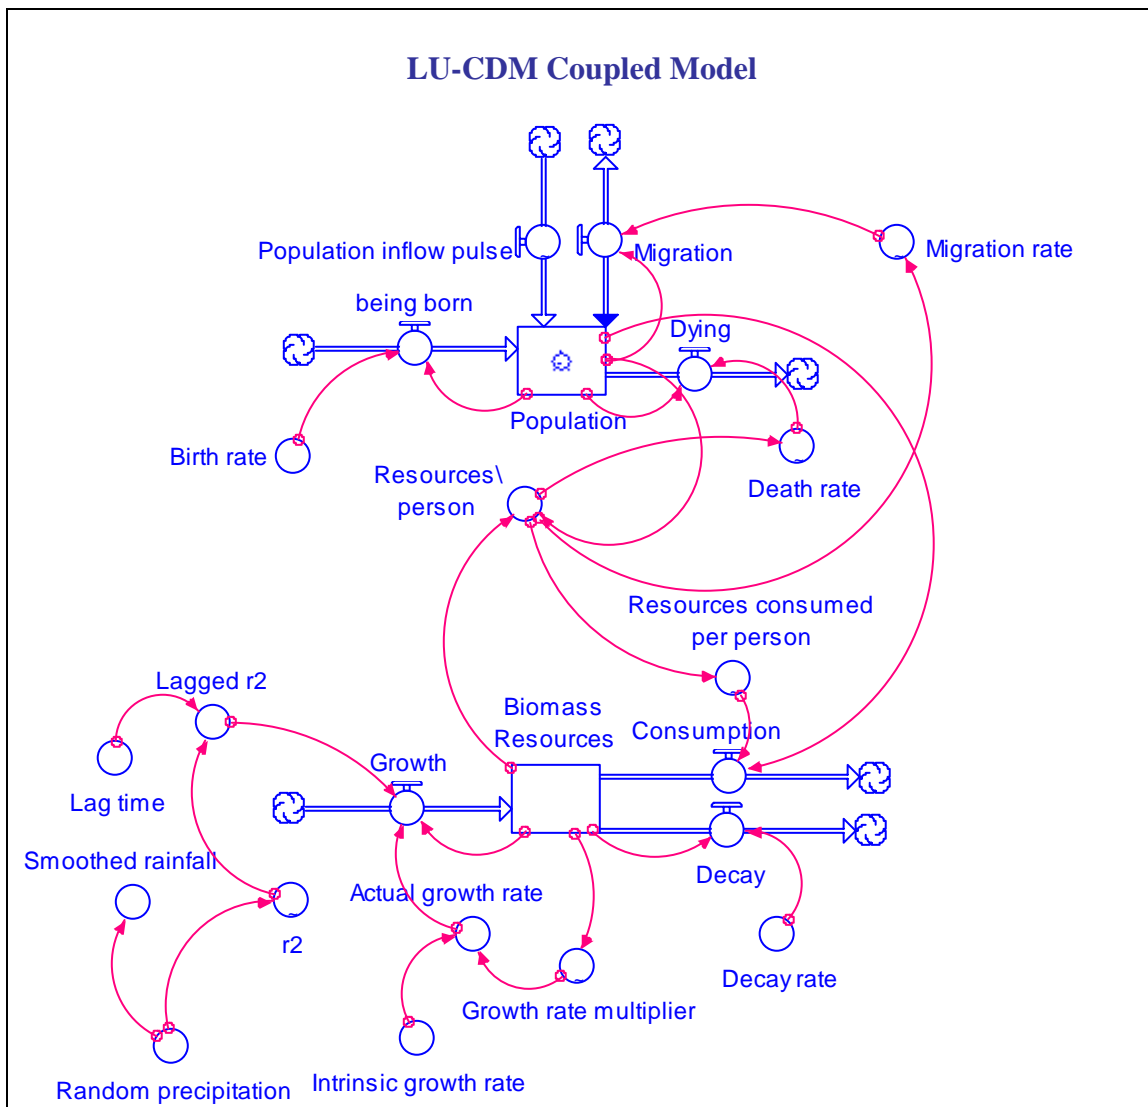 LU-CDM Coupled Model
Population inflow pulse
Migration
Migration rate
being born
Dying
Population
Birth rate
Resources\
person
Death rate
Resources consumed
per person
Lagged r2
Biomass
Resources
Consumption
Growth
Lag time
Smoothed rainfall
Actual growth rate
Decay
r2
Decay rate
Growth rate multiplier
Random precipitation
Intrinsic growth rate